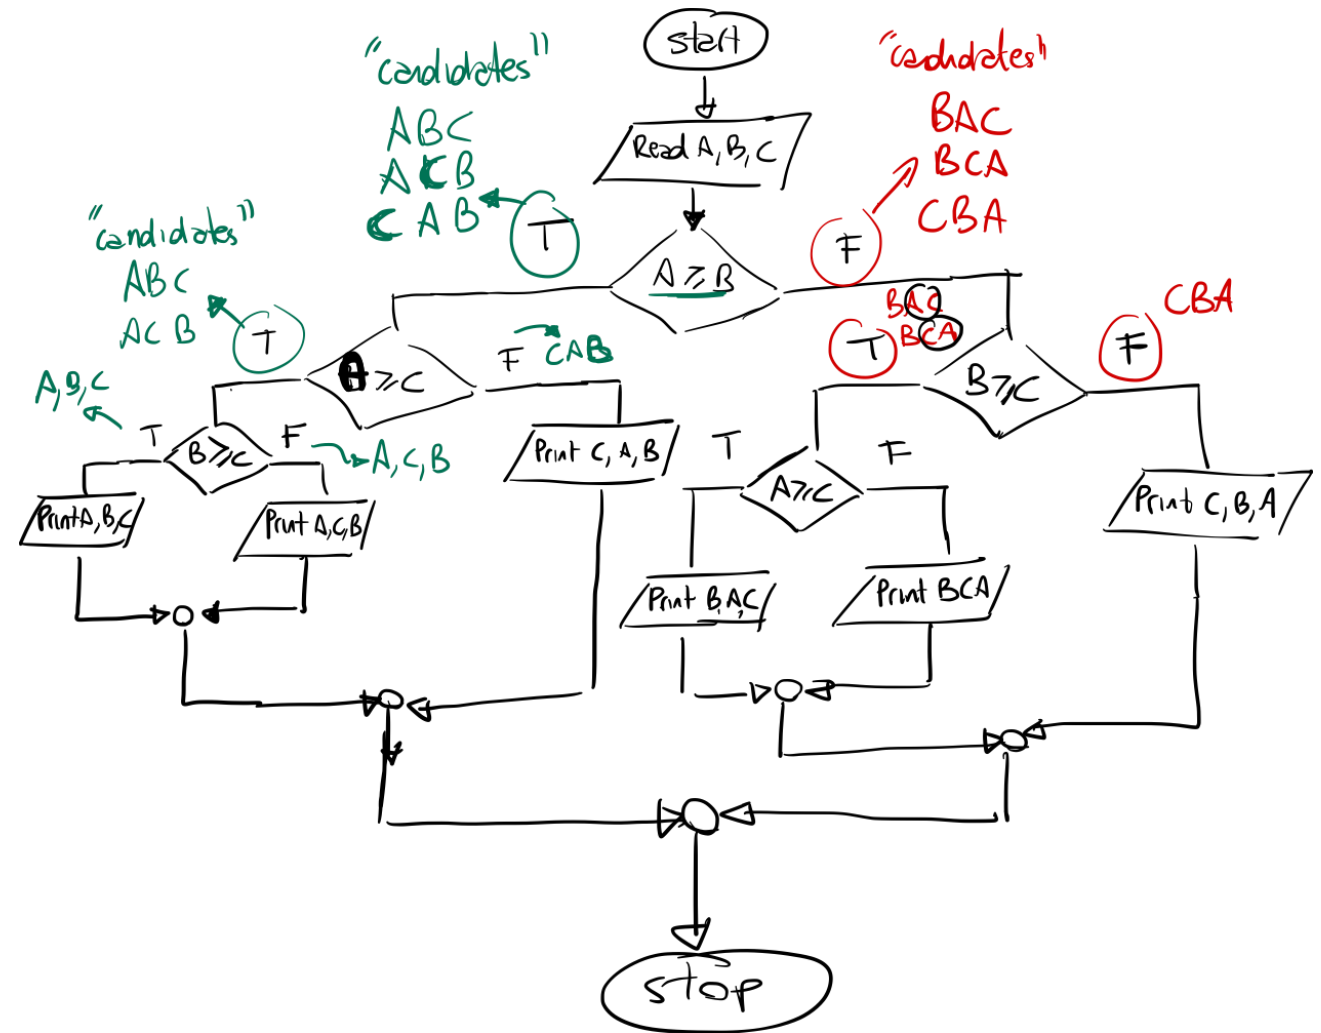 start
"candidates"
ABC
ACB
CAB
"candidates"
BAC
BCA
CBA
Read A, B, C
T
A ⩾ B
F
"candidates"
ABC
ACB
T
⩾ C
F
CAB
BAC
BCA
T
B ⩾ C
F
CBA
A, B, C
T
B ⩾ C
F
A, C, B
Print C, A, B
T
A ⩾ C
F
Print A, B, C
Print A, C, B
Print B, A, C
Print BCA
Print C, B, A
stop